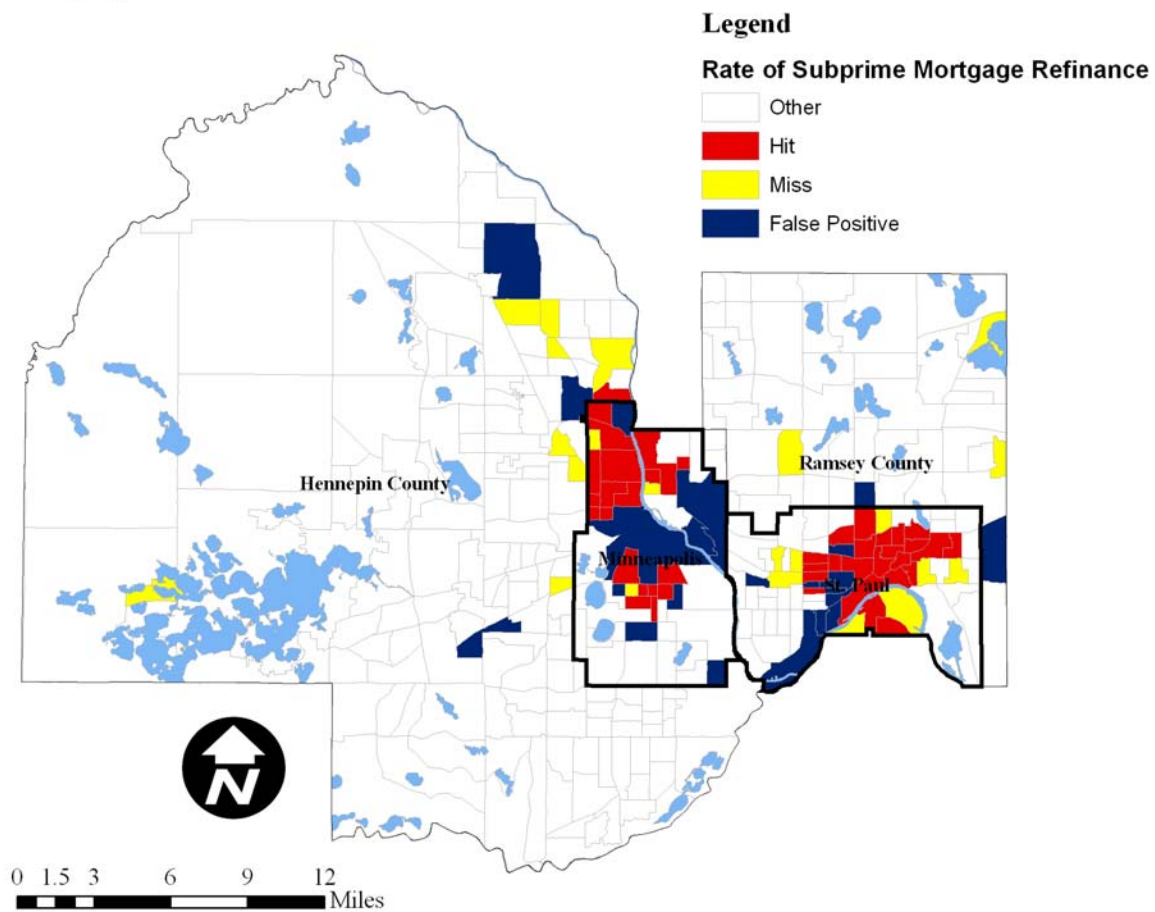 Legend
Rate of Subprime Mortgage Refinance
Other
Hit
Miss
False Positive
Ramsey County
Hennepin County
Minneapolis
St. Paul
N
0 1.5 3 6 9 12
Miles